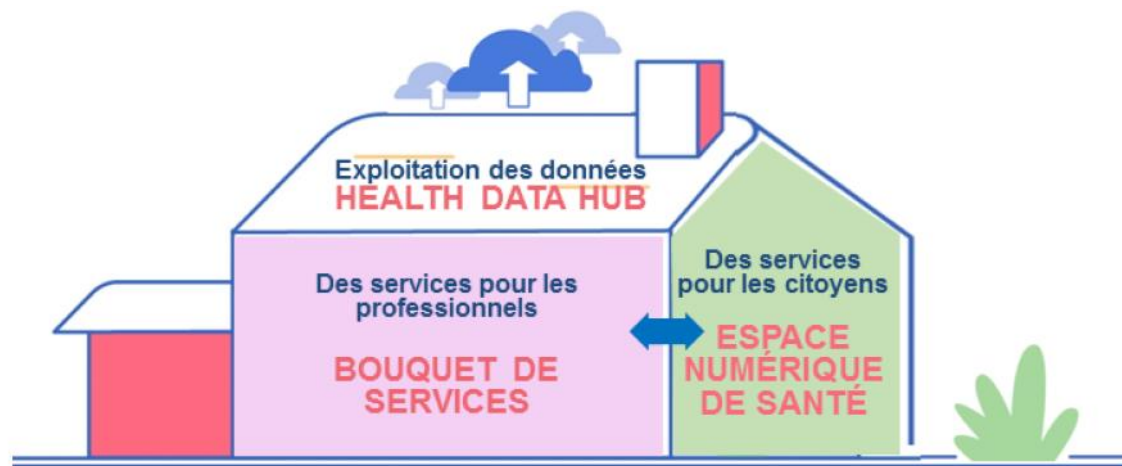 Exploitation des données
HEALTH DATA HUB
Des services pour les
professionnels
BOUQUET DE
SERVICES
Des services
pour les citoyens
ESPACE
NUMÉRIQUE
DE SANTÉ